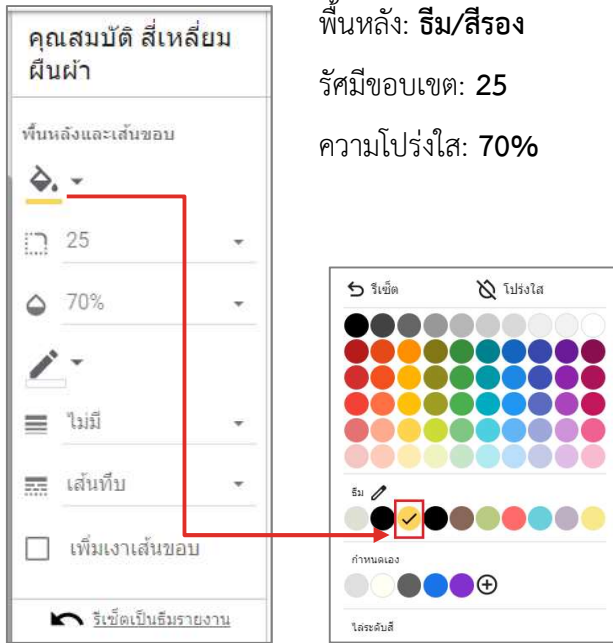 คุณสมบัติ สี่เหลี่ยม
ผืนผ้า
พื้นหลังและเส้นขอบ
25
70%
ไม่มี
เส้นทึบ
เพิ่มเงาเส้นขอบ
รีเซ็ตเป็นธีมรายงาน
พื้นหลัง: ธีม/สีรอง
รัศมีขอบเขต: 25
ความโปร่งใส: 70%
รีเซ็ต
โปร่งใส
ธีม
กำหนดเอง
ไล่ระดับสี